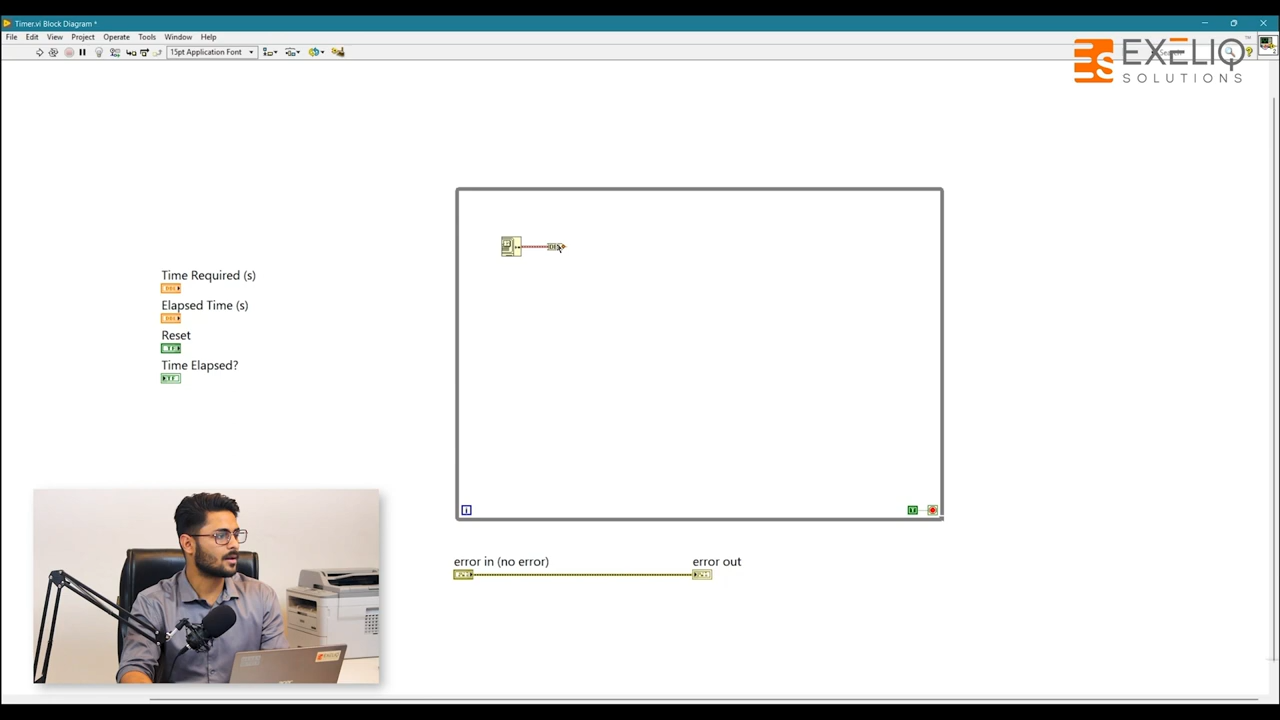 Timer.vi Block Diagram *
File Edit View Project Operate Tools Window Help
15pt Application Font
EXELIQ
SOLUTIONS
Time Required (s)
Elapsed Time (s)
Reset
Time Elapsed?
i
error in (no error)
error out